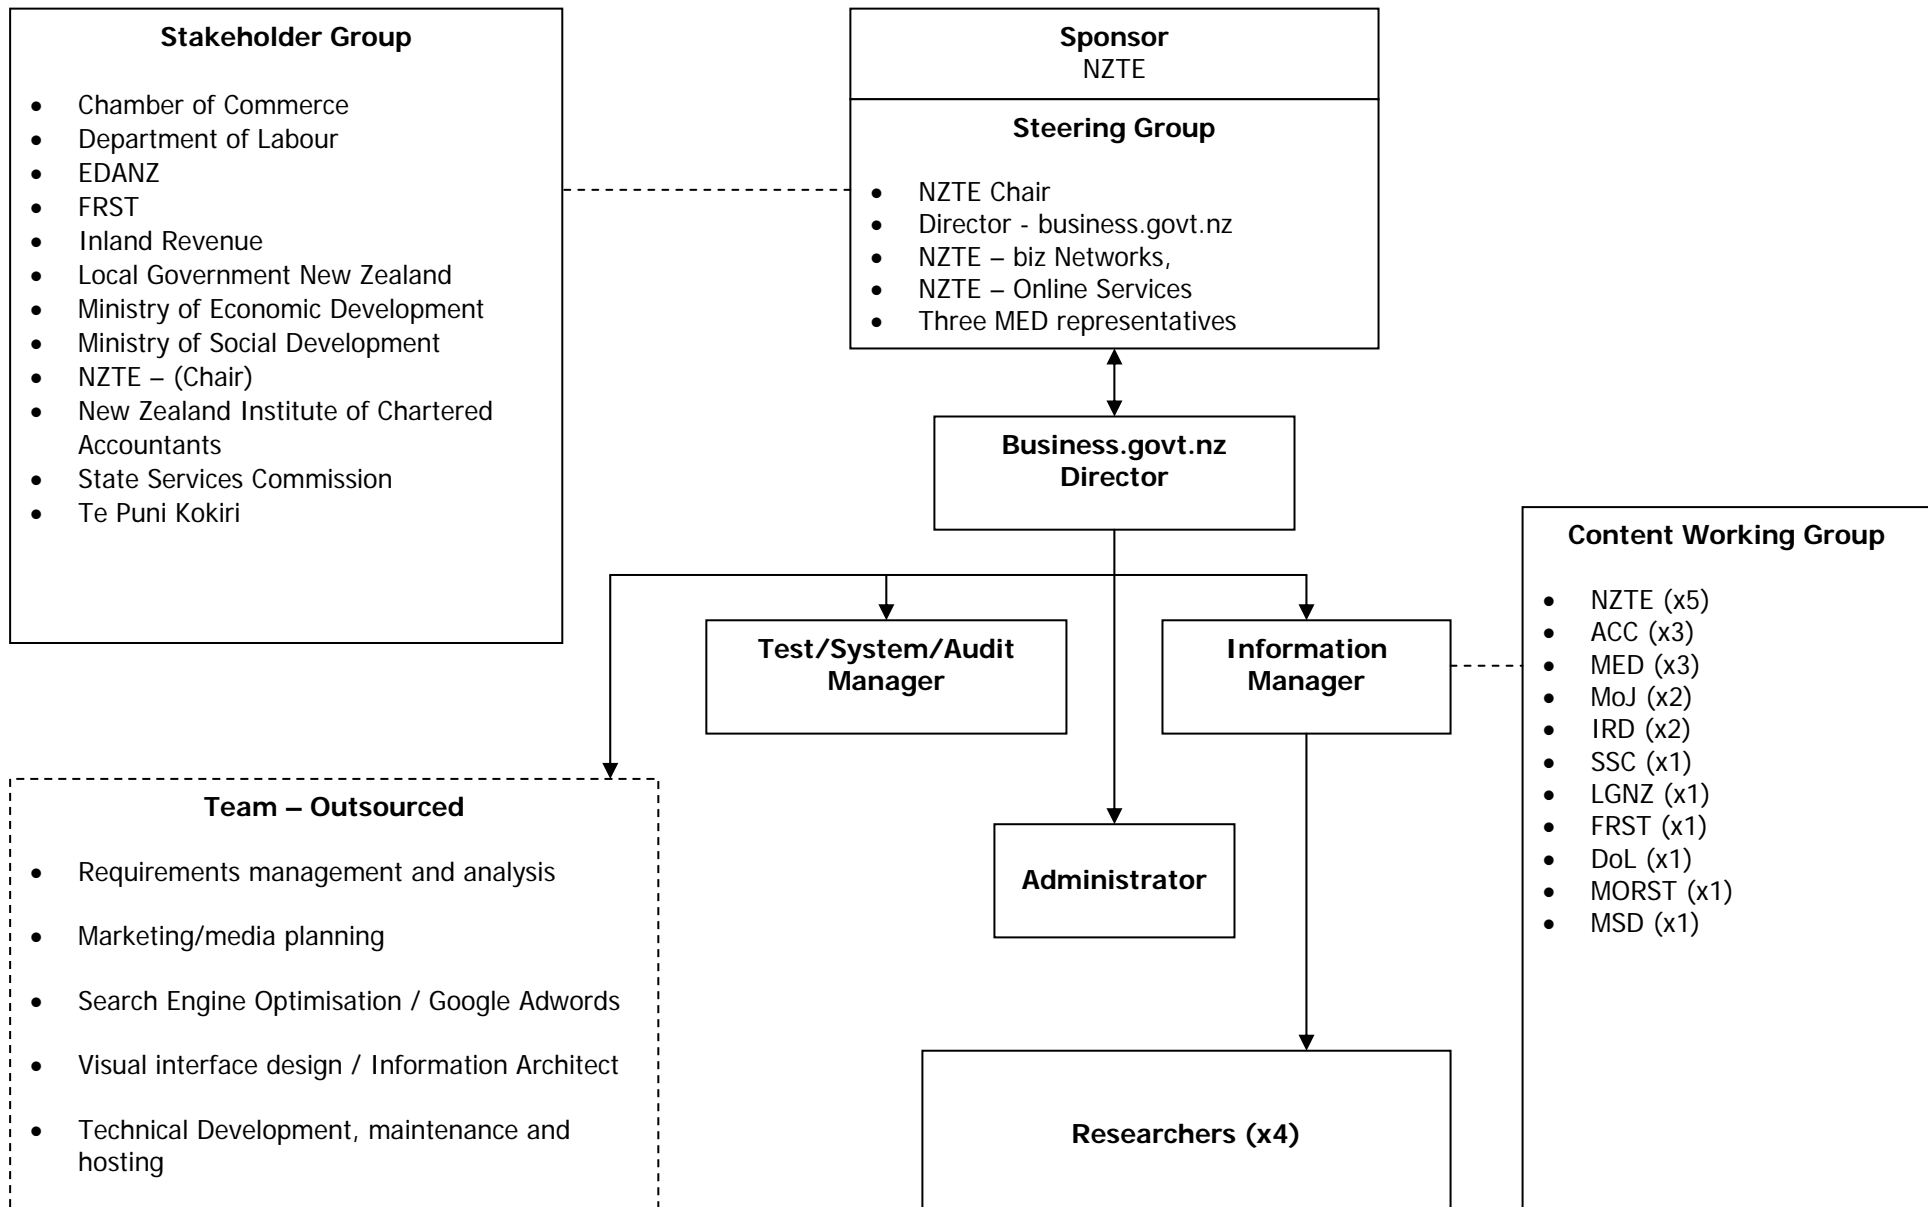 Stakeholder Group
• Chamber of Commerce
• Department of Labour
• EDANZ
• FRST
• Inland Revenue
• Local Government New Zealand
• Ministry of Economic Development
• Ministry of Social Development
• NZTE – (Chair)
• New Zealand Institute of Chartered
Accountants
• State Services Commission
• Te Puni Kokiri
Sponsor
NZTE
Steering Group
• NZTE Chair
• Director - business.govt.nz
• NZTE – biz Networks,
• NZTE – Online Services
• Three MED representatives
Business.govt.nz
Director
Test/System/Audit
Manager
Information
Manager
Content Working Group
• NZTE (x5)
• ACC (x3)
• MED (x3)
• MoJ (x2)
• IRD (x2)
• SSC (x1)
• LGNZ (x1)
• FRST (x1)
• DoL (x1)
• MORST (x1)
• MSD (x1)
Team – Outsourced
• Requirements management and analysis
• Marketing/media planning
• Search Engine Optimisation / Google Adwords
• Visual interface design / Information Architect
• Technical Development, maintenance and
hosting
Administrator
Researchers (x4)